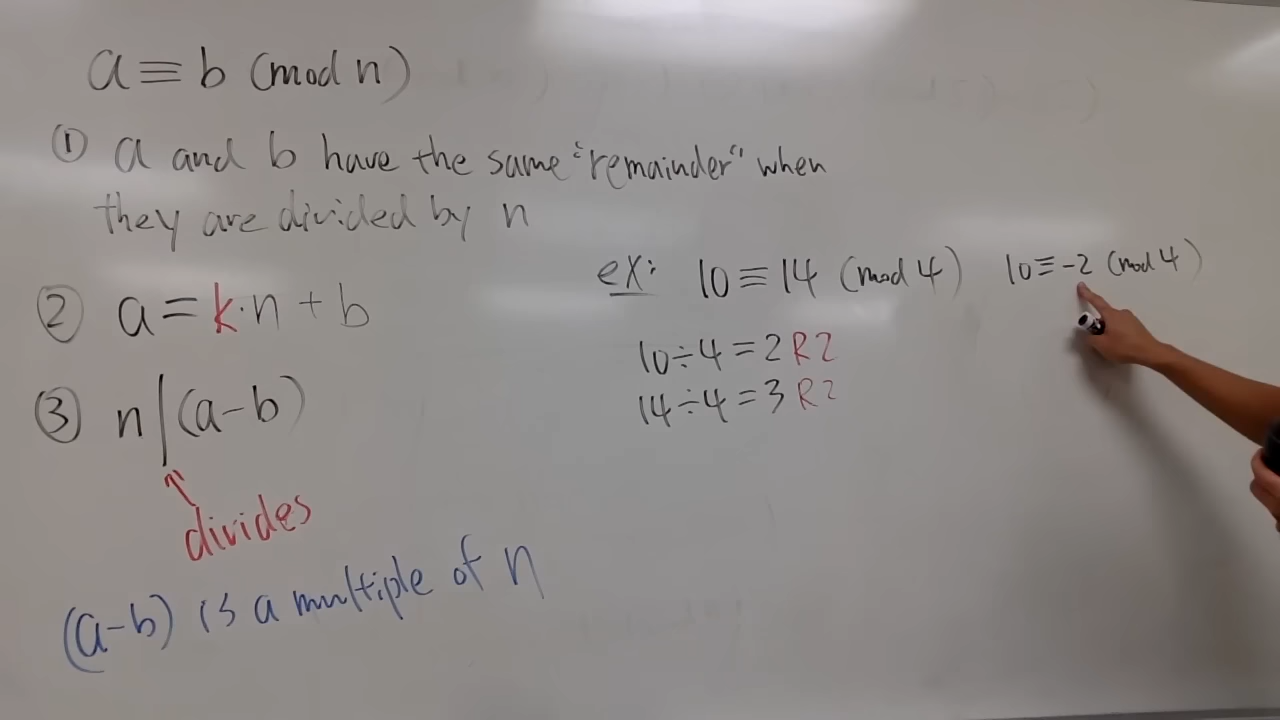 a ≡ b (mod n)
① a and b have the same "remainder" when
they are divided by n
② a = k·n + b
③ n | (a-b)
divides
(a-b) is a multiple of n
ex: 10 ≡ 14 (mod 4) 10 ≡ -2 (mod 4)
10 ÷ 4 = 2 R 2
14 ÷ 4 = 3 R 2